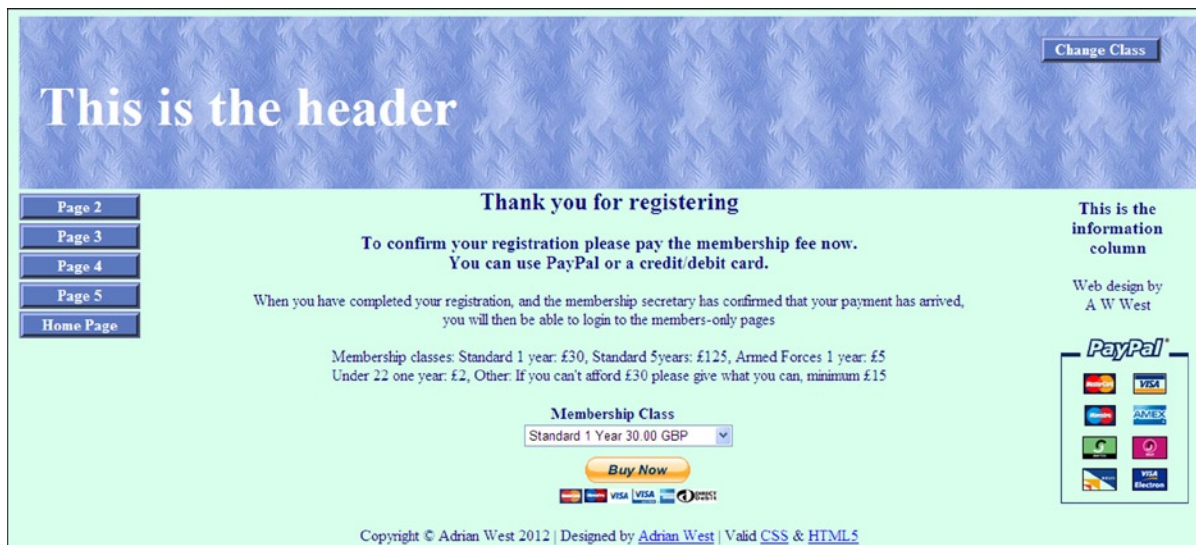 Change Class
This is the header
Page 2
Page 3
Page 4
Page 5
Home Page
Thank you for registering
To confirm your registration please pay the membership fee now.
You can use PayPal or a credit/debit card.
When you have completed your registration, and the membership secretary has confirmed that your payment has arrived,
you will then be able to login to the members-only pages
Membership classes: Standard 1 year: £30, Standard 5years: £125, Armed Forces 1 year: £5
Under 22 one year: £2, Other: If you can't afford £30 please give what you can, minimum £15
Membership Class
Standard 1 Year 30.00 GBP
Buy Now
VISA VISA DIRECT Debit
This is the
information
column
Web design by
A W West
PayPal
MasterCard VISA
Maestro AMEX
VISA Electron
Copyright © Adrian West 2012 | Designed by Adrian West | Valid CSS & HTML5